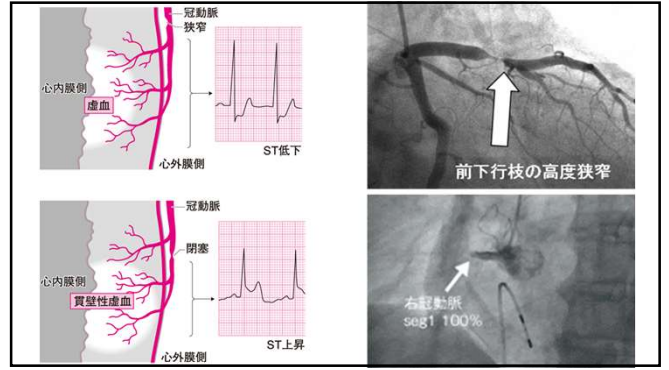 冠動脈
狭窄
心内膜側
虚血
心外膜側
ST低下
前下行枝の高度狭窄
冠動脈
閉塞
心内膜側
貫壁性虚血
心外膜側
ST上昇
右冠動脈
seg1 100%